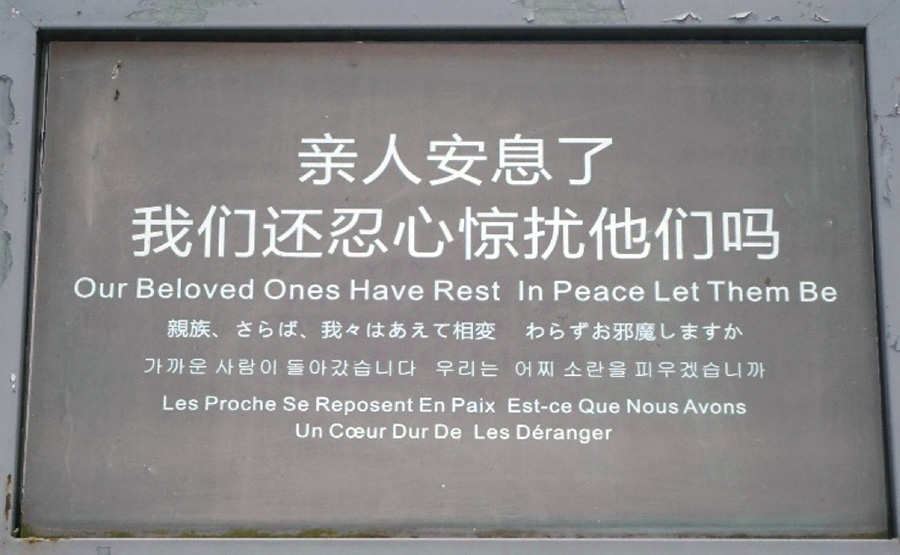 亲人安息了
我们还忍心惊扰他们吗
Our Beloved Ones Have Rest In Peace Let Them Be
親族、さらば、我々はあえて相変 わらずお邪魔しますか
가까운 사람이 돌아갔습니다 우리는 어찌 소란을 피우겠습니까
Les Proche Se Reposent En Paix Est-ce Que Nous Avons
Un Cœur Dur De Les Déranger